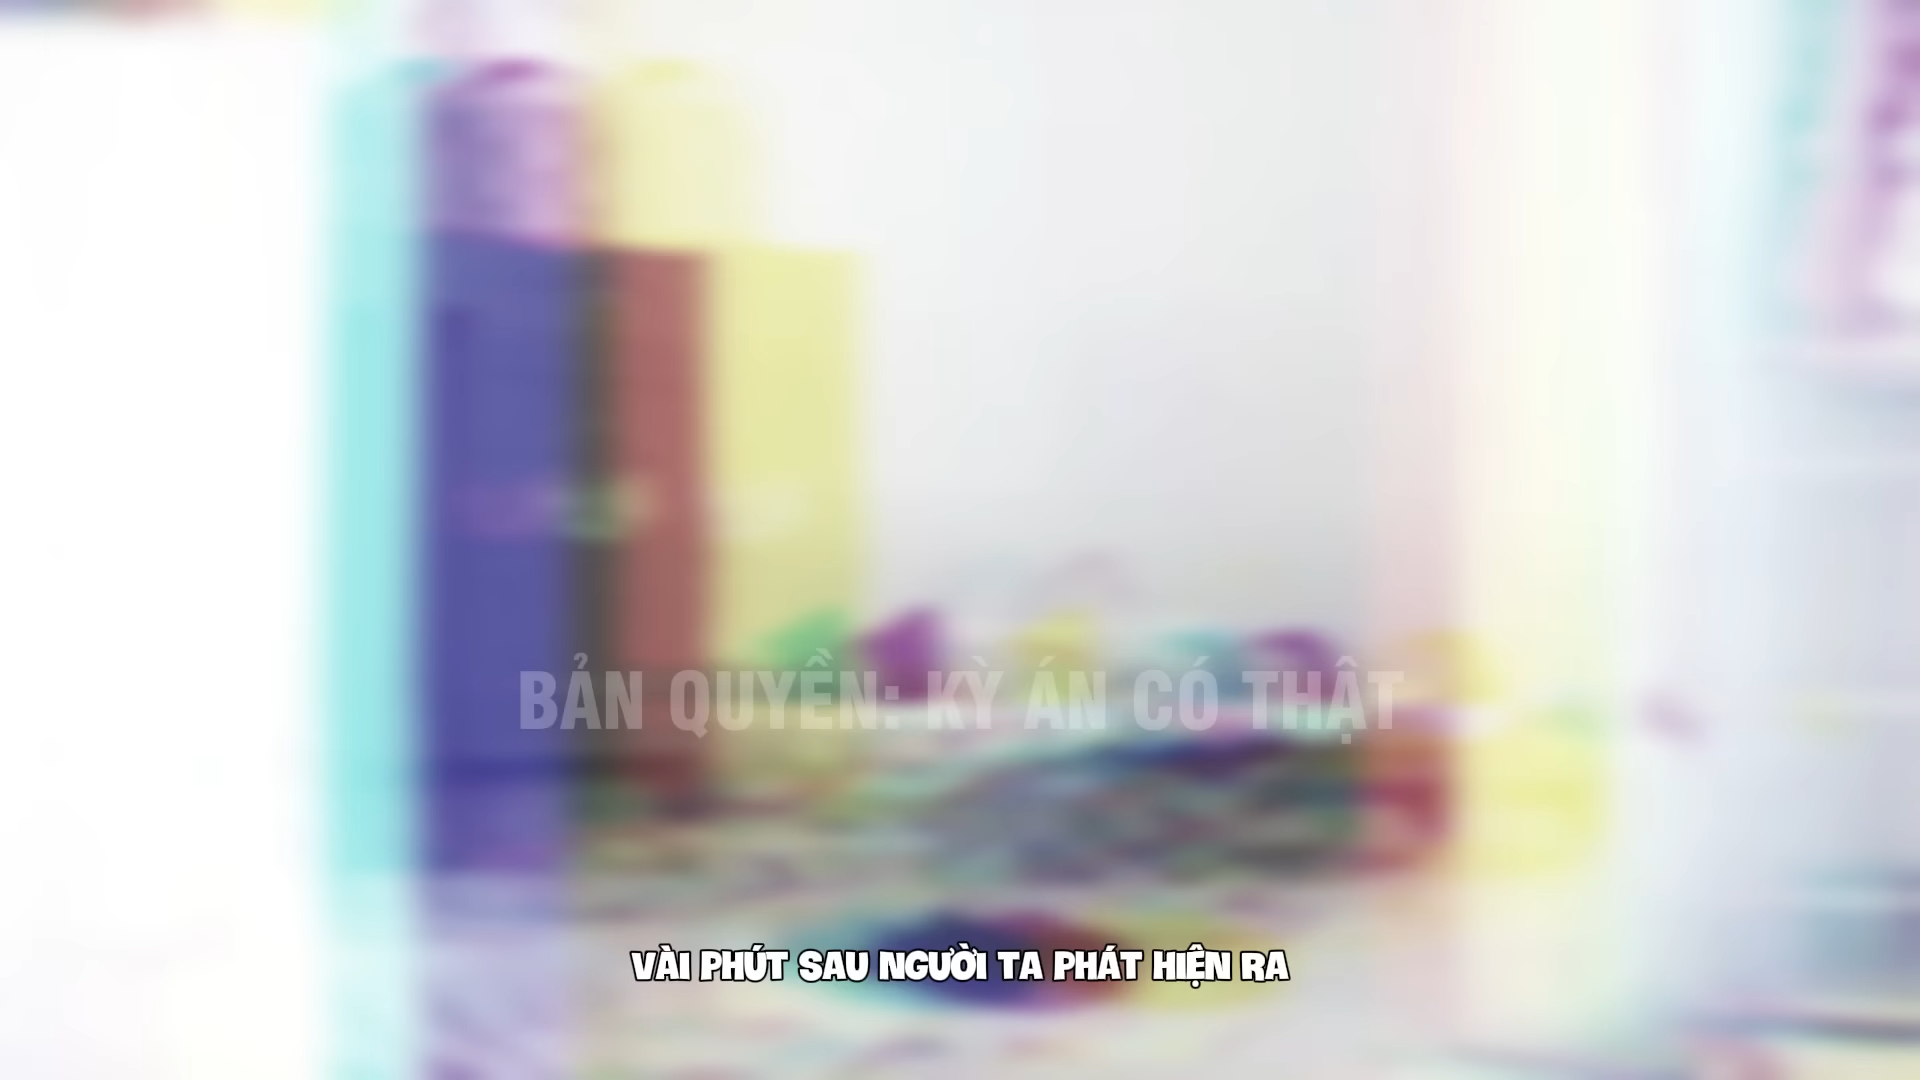 BẢN QUYỀN: KỲ ÁN CÓ THẬT
VÀI PHÚT SAU NGƯỜI TA PHÁT HIỆN RA